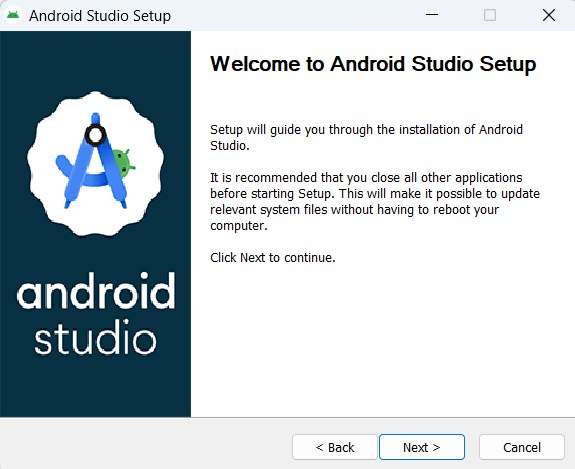 Android Studio Setup
Welcome to Android Studio Setup
Setup will guide you through the installation of Android
Studio.
It is recommended that you close all other applications
before starting Setup. This will make it possible to update
relevant system files without having to reboot your
computer.
Click Next to continue.
android
studio
< Back
Next >
Cancel